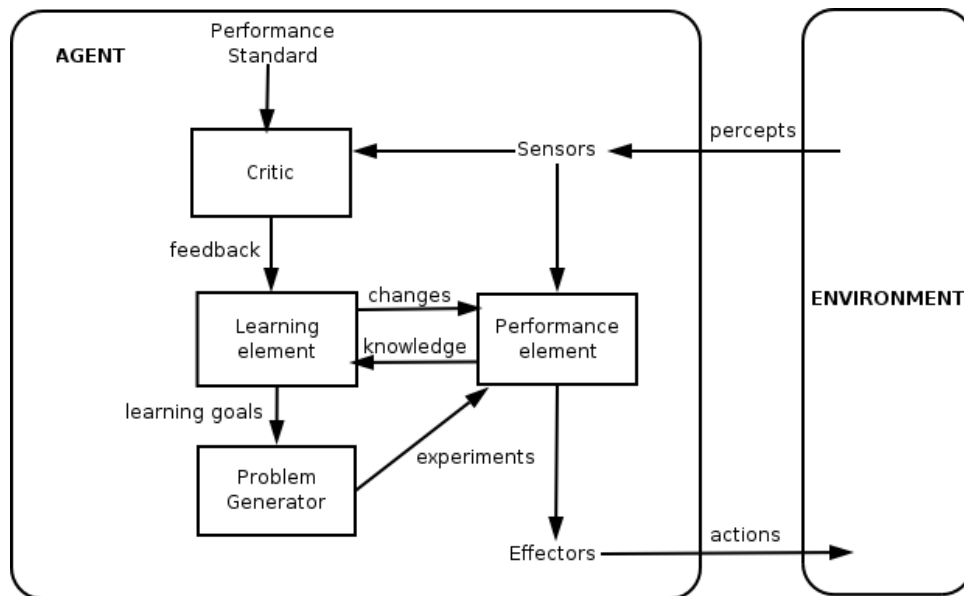 Performance
Standard
AGENT
percepts
Sensors
Critic
feedback
changes
ENVIRONMENT
Learning
element
Performance
element
knowledge
learning goals
experiments
Problem
Generator
Effectors
actions